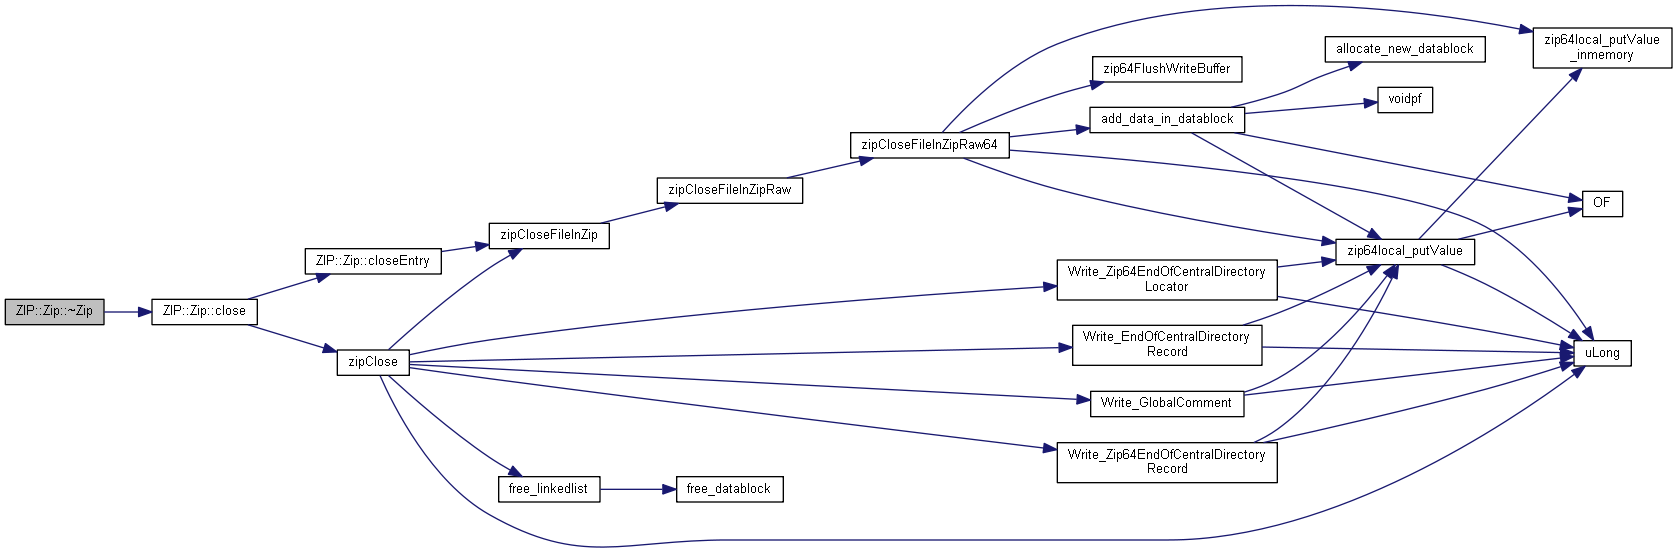 ZIP::Zip::~Zip
ZIP::Zip::close
ZIP::Zip::closeEntry
zipClose
zipCloseFileInZip
free_linkedlist
zipCloseFileInZipRaw
free_datablock
zipCloseFileInZipRaw64
zip64FlushWriteBuffer
add_data_in_datablock
Write_Zip64EndOfCentralDirectory
Locator
Write_EndOfCentralDirectory
Record
Write_GlobalComment
Write_Zip64EndOfCentralDirectory
Record
allocate_new_datablock
voidpf
zip64local_putValue
zip64local_putValue
_inmemory
OF
uLong